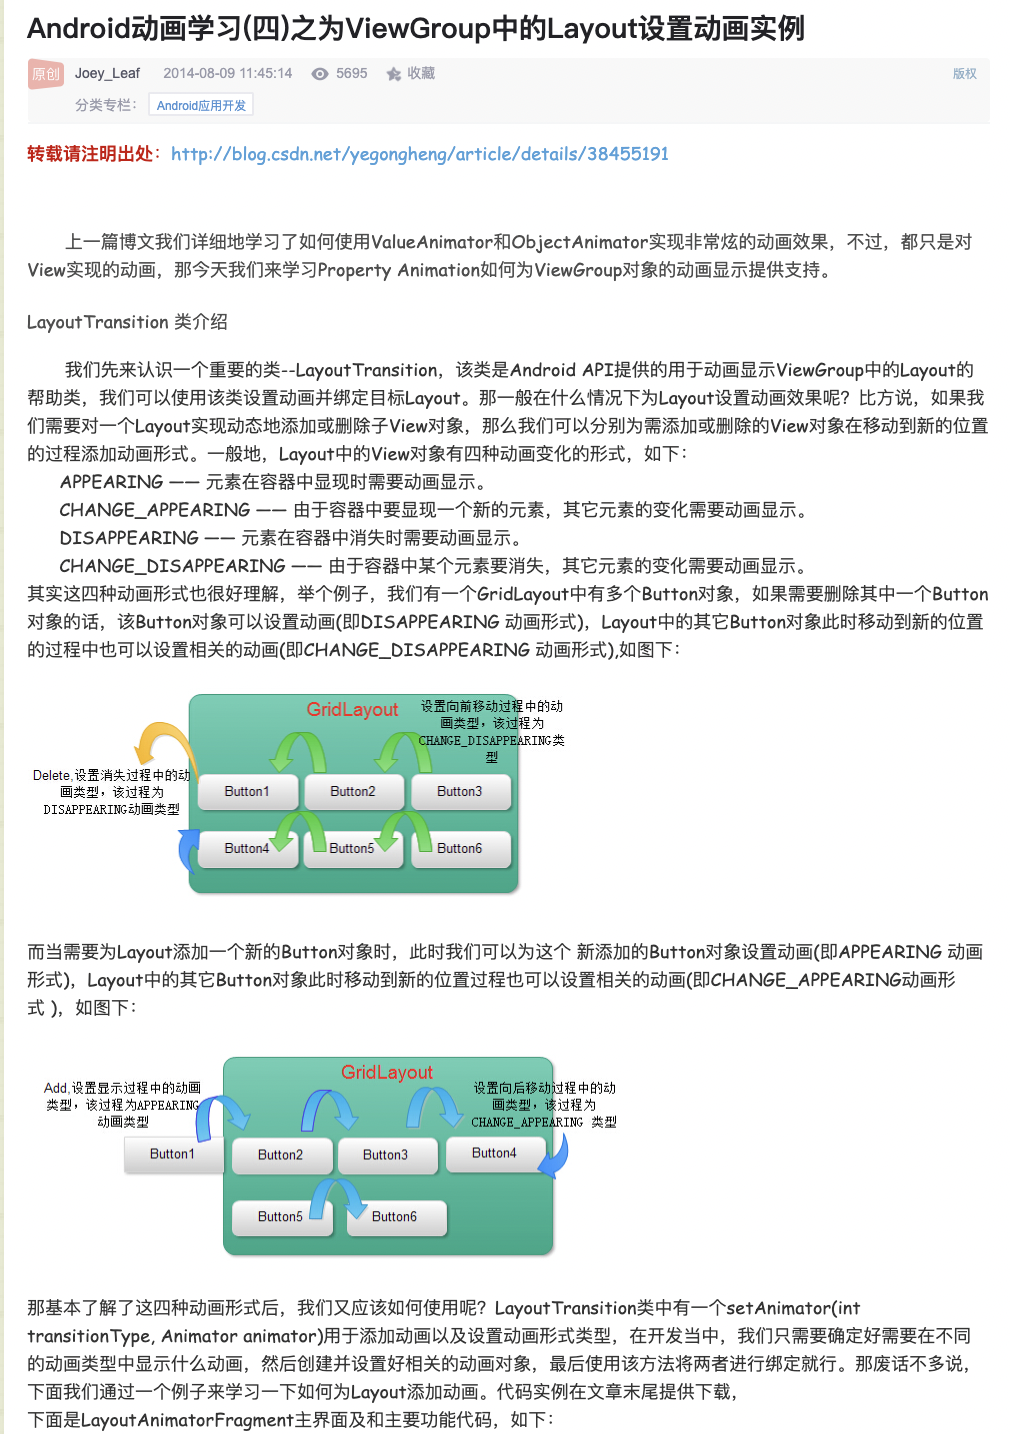 Android动画学习(四)之为ViewGroup中的Layout设置动画实例
原创 Joey_Leaf 2014-08-09 11:45:14 5695 收藏 版权
分类专栏： Android应用开发
转载请注明出处：http://blog.csdn.net/yegongheng/article/details/38455191
上一篇博文我们详细地学习了如何使用ValueAnimator和ObjectAnimator实现非常炫的动画效果，不过，都只是对
View实现的动画，那今天我们来学习Property Animation如何为ViewGroup对象的动画显示提供支持。
LayoutTransition 类介绍
我们先来认识一个重要的类--LayoutTransition，该类是Android API提供的用于动画显示ViewGroup中的Layout的
帮助类，我们可以使用该类设置动画并绑定目标Layout。那一般在什么情况下为Layout设置动画效果呢？比方说，如果我
们需要对一个Layout实现动态地添加或删除子View对象，那么我们可以分别为需添加或删除的View对象在移动到新的位置
的过程添加动画形式。一般地，Layout中的View对象有四种动画变化的形式，如下：
APPEARING —— 元素在容器中显现时需要动画显示。
CHANGE_APPEARING —— 由于容器中要显现一个新的元素，其它元素的变化需要动画显示。
DISAPPEARING —— 元素在容器中消失时需要动画显示。
CHANGE_DISAPPEARING —— 由于容器中某个元素要消失，其它元素的变化需要动画显示。
其实这四种动画形式也很好理解，举个例子，我们有一个GridLayout中有多个Button对象，如果需要删除其中一个Button
对象的话，该Button对象可以设置动画(即DISAPPEARING 动画形式)，Layout中的其它Button对象此时移动到新的位置
的过程中也可以设置相关的动画(即CHANGE_DISAPPEARING 动画形式),如图下：
GridLayout
设置向前移动过程中的动
画类型，该过程为
CHANGE_DISAPPEARING类
型
Delete,设置消失过程中的动
画类型，该过程为
DISAPPEARING动画类型
Button1 Button2 Button3
Button4 Button5 Button6
而当需要为Layout添加一个新的Button对象时，此时我们可以为这个 新添加的Button对象设置动画(即APPEARING 动画
形式)，Layout中的其它Button对象此时移动到新的位置过程也可以设置相关的动画(即CHANGE_APPEARING动画形
式 )，如图下：
GridLayout
Add,设置显示过程中的动画
类型，该过程为APPEARING
动画类型
设置向后移动过程中的动
画类型，该过程为
CHANGE_APPEARING 类型
Button1 Button2 Button3 Button4
Button5 Button6
那基本了解了这四种动画形式后，我们又应该如何使用呢？LayoutTransition类中有一个setAnimator(int
transitionType, Animator animator)用于添加动画以及设置动画形式类型，在开发当中，我们只需要确定好需要在不同
的动画类型中显示什么动画，然后创建并设置好相关的动画对象，最后使用该方法将两者进行绑定就行。那废话不多说，
下面我们通过一个例子来学习一下如何为Layout添加动画。代码实例在文章末尾提供下载，
下面是LayoutAnimatorFragment主界面及和主要功能代码，如下：